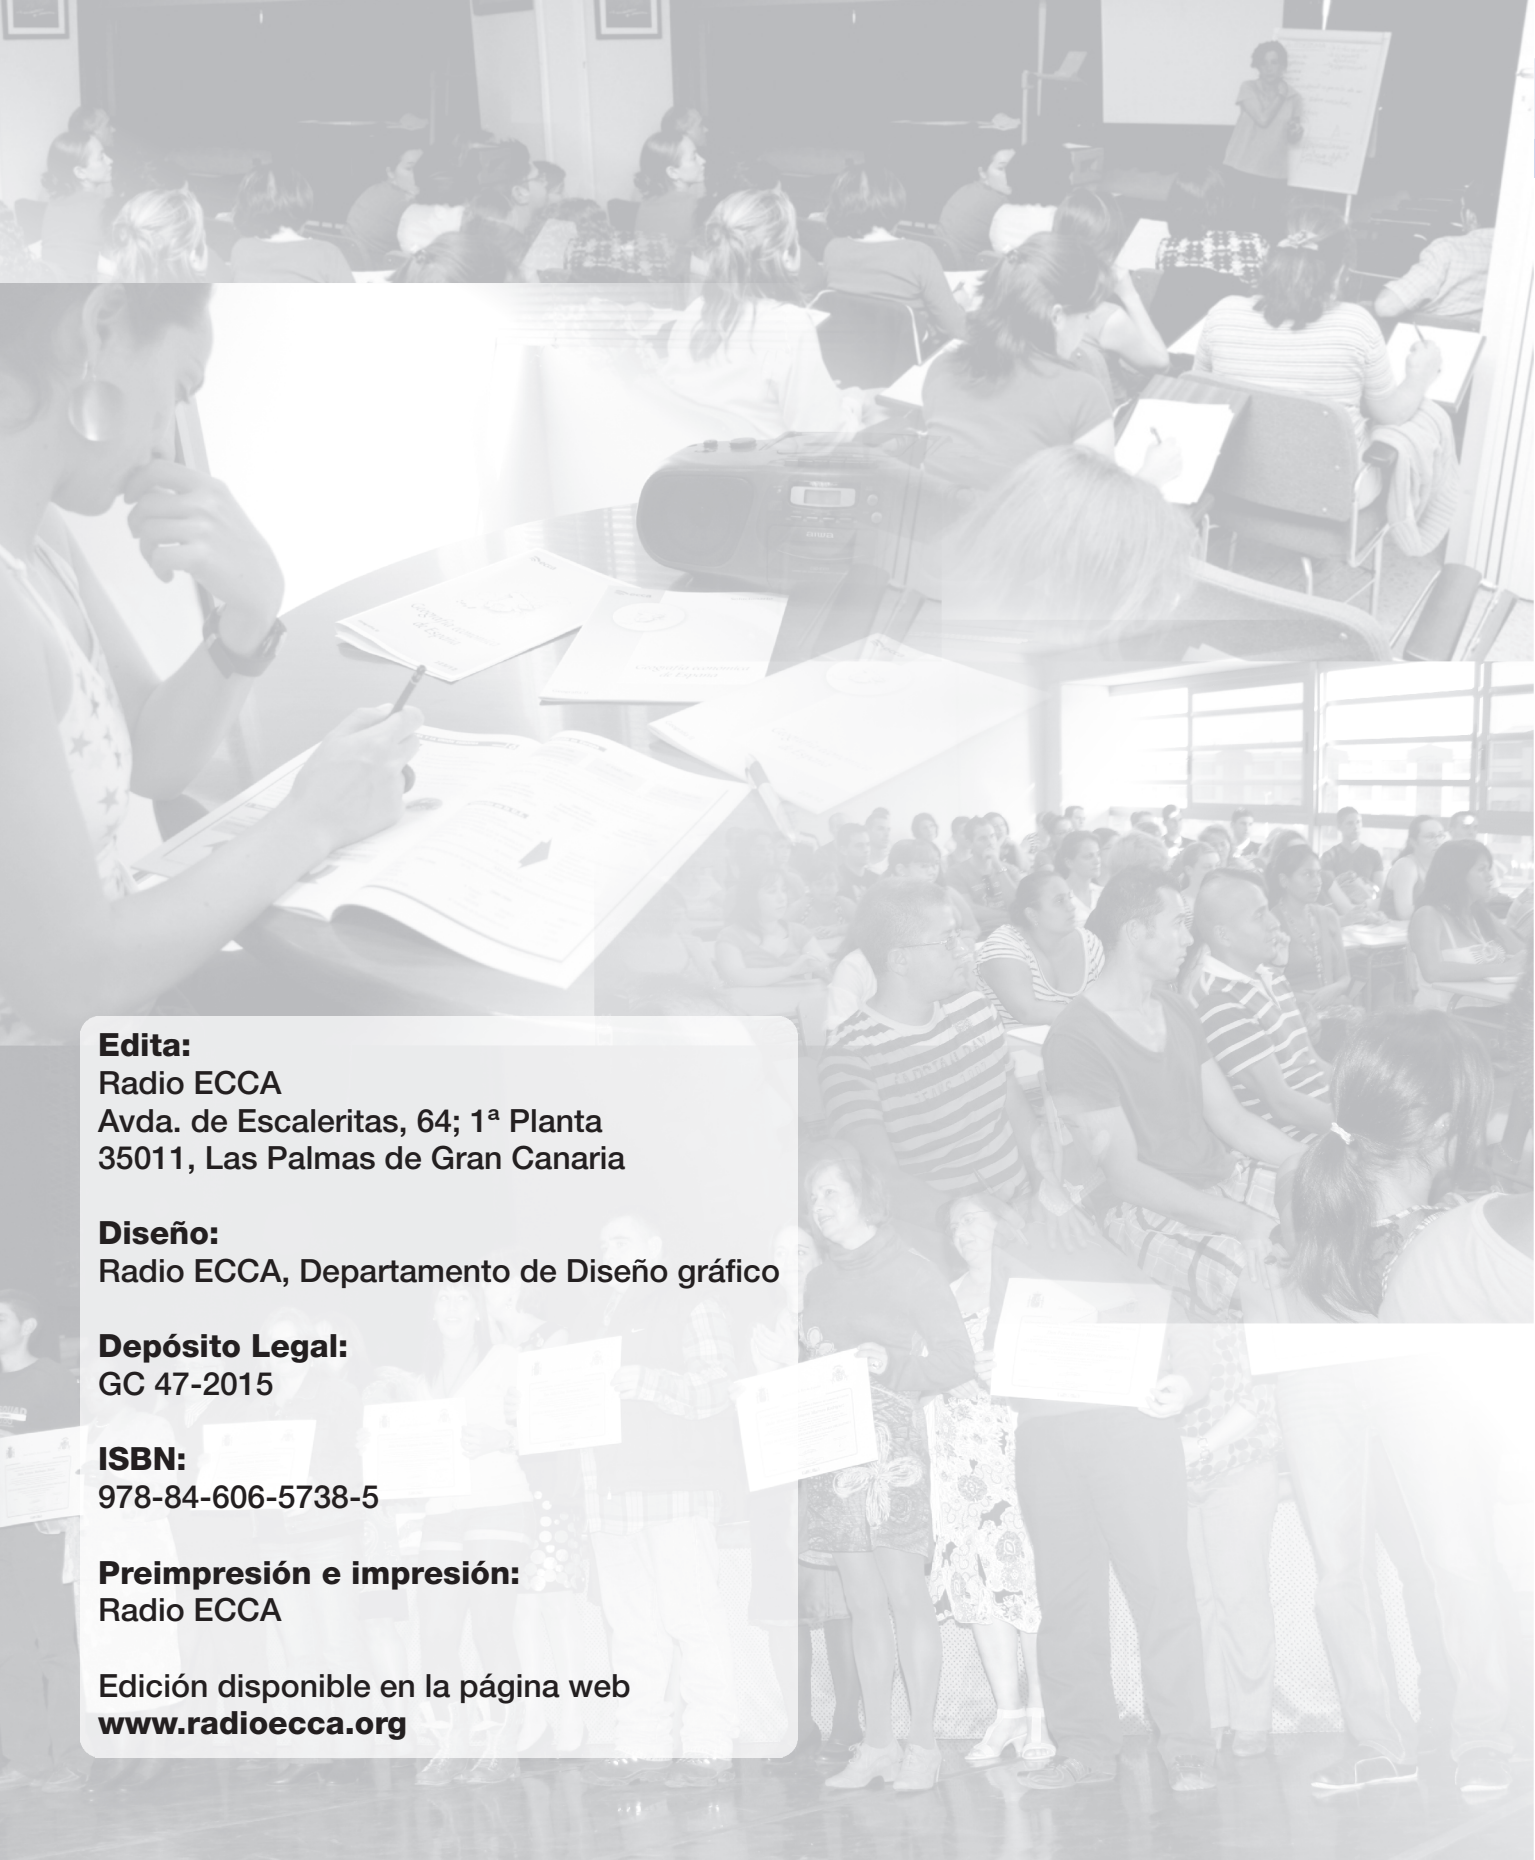 Edita:
Radio ECCA
Avda. de Escaleritas, 64; 1ª Planta
35011, Las Palmas de Gran Canaria
Diseño:
Radio ECCA, Departamento de Diseño gráfico
Depósito Legal:
GC 47-2015
ISBN:
978-84-606-5738-5
Preimpresión e impresión:
Radio ECCA
Edición disponible en la página web
www.radioecca.org